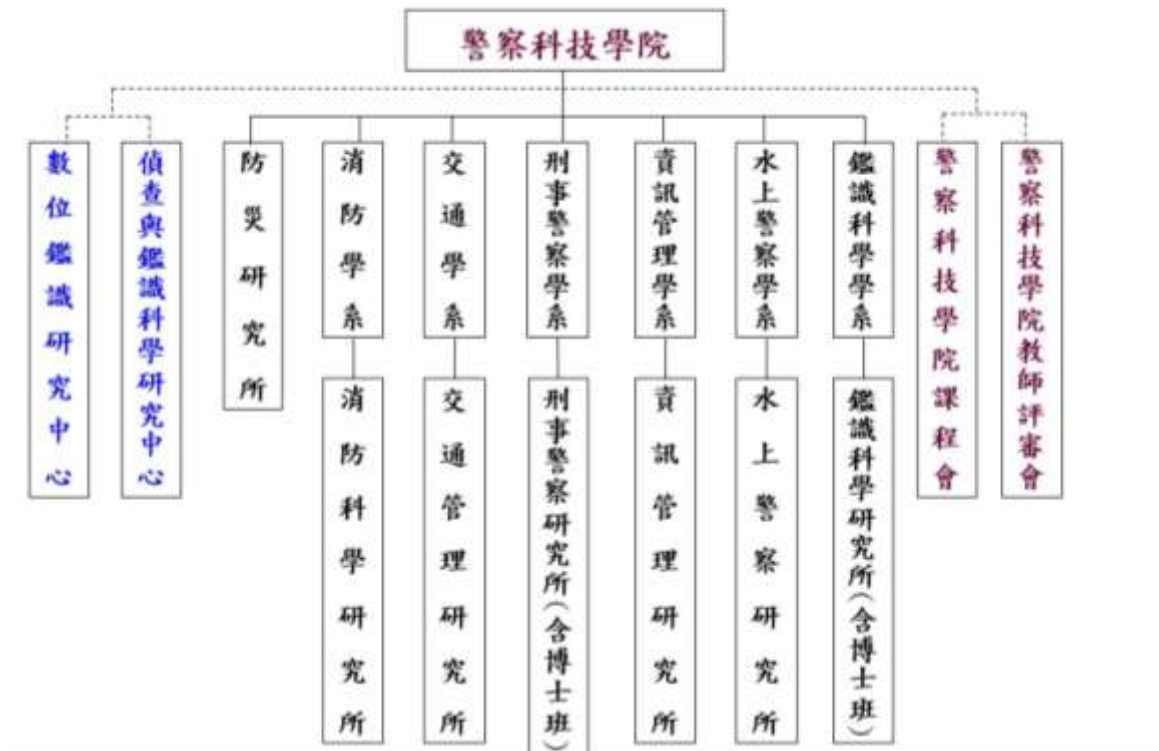 警察科技學院
數位鑑識研究中心
偵查與鑑識科學研究中心
防災研究所
消防學系
交通學系
刑事警察學系
資訊管理學系
水上警察學系
鑑識科學學系
警察科技學院課程會
警察科技學院教師評審會
消防科學研究所
交通管理研究所
刑事警察研究所(含博士班)
資訊管理研究所
水上警察研究所
鑑識科學研究所(含博士班)